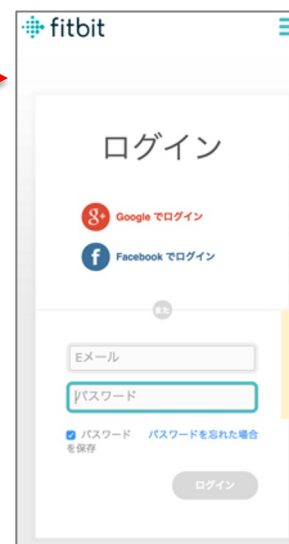 fitbit
ログイン
Google でログイン
Facebook でログイン
また
Eメール
パスワード
パスワード
を保存
パスワードを忘れた場合
ログイン